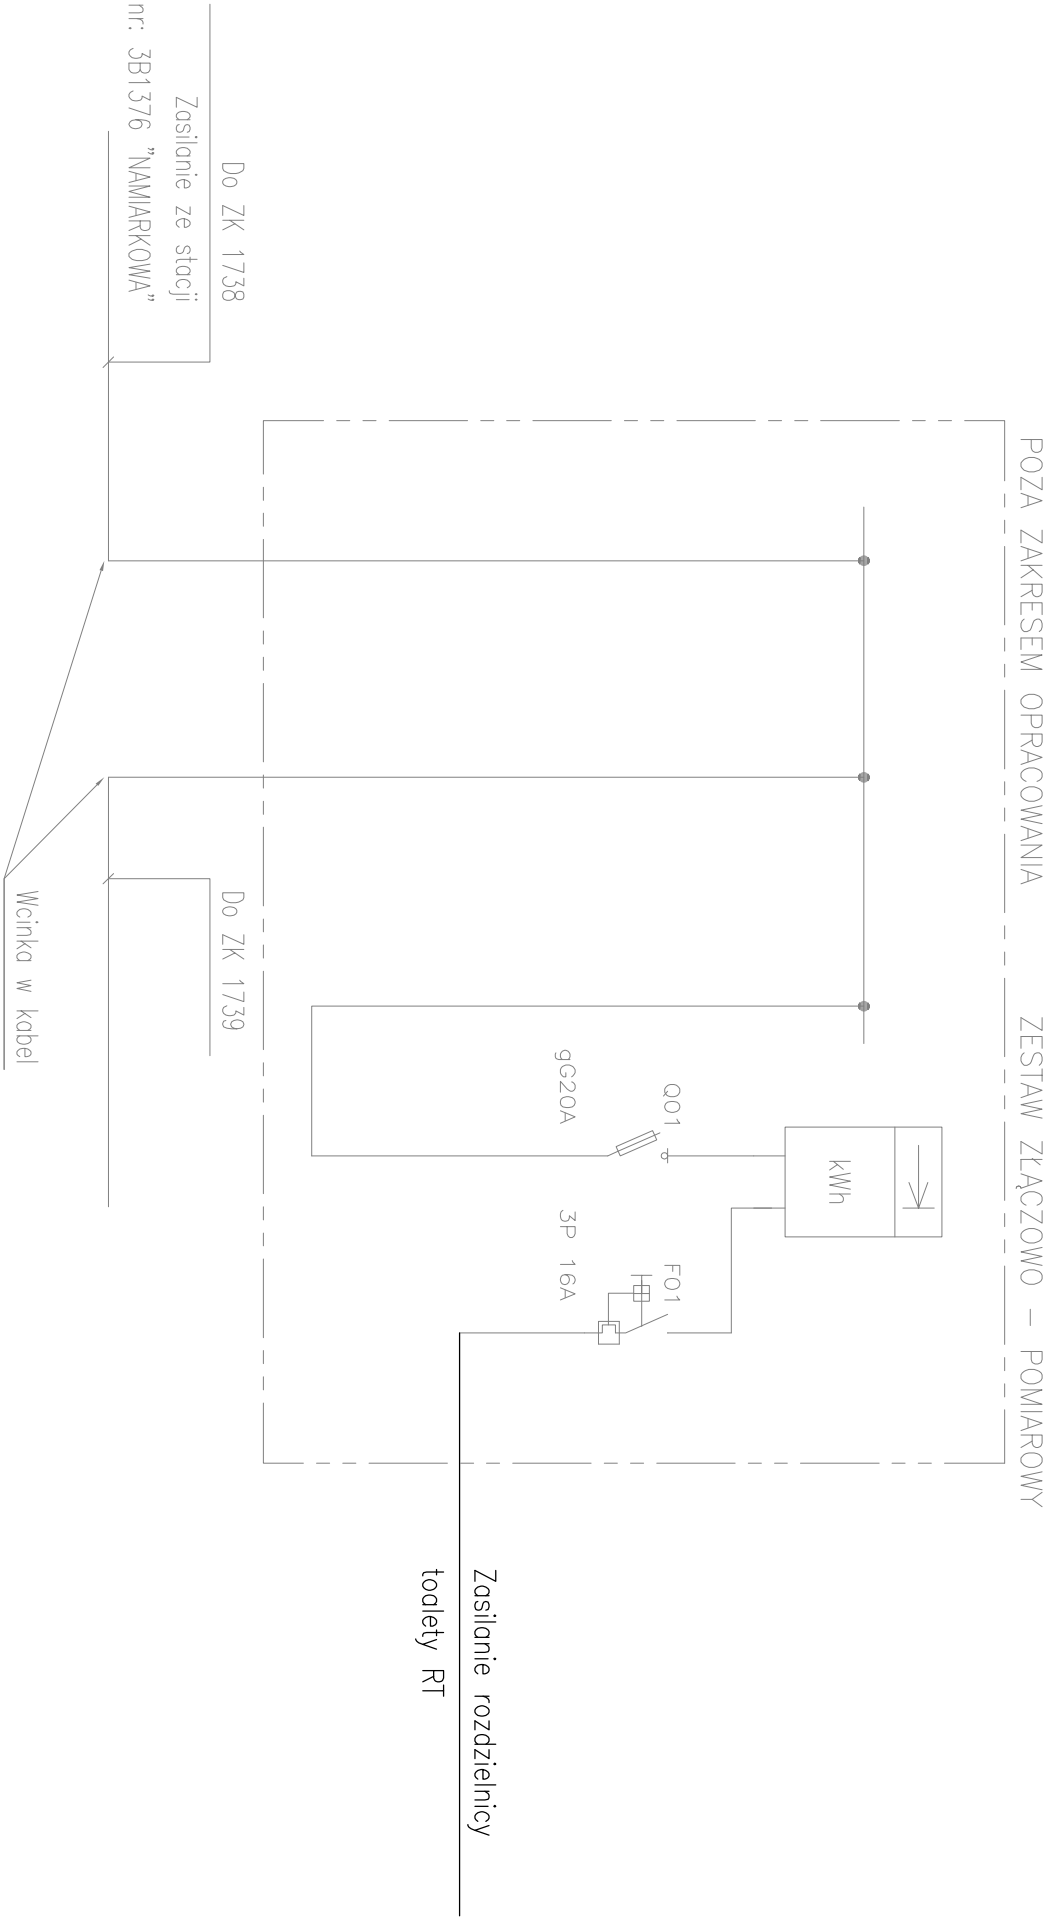 POZA ZAKRESEM OPRACOWANIA
ZESTAW ZŁĄCZOWO - POMIAROWY
kWh
Q01
gG20A
F01
3P 16A
Zasilanie rozdzielnicy
toalety RT
Do ZK 1738
Zasilanie ze stacji
nr: 3B1376 "NAMIARKOWA"
Do ZK 1739
Wcinka w kabel